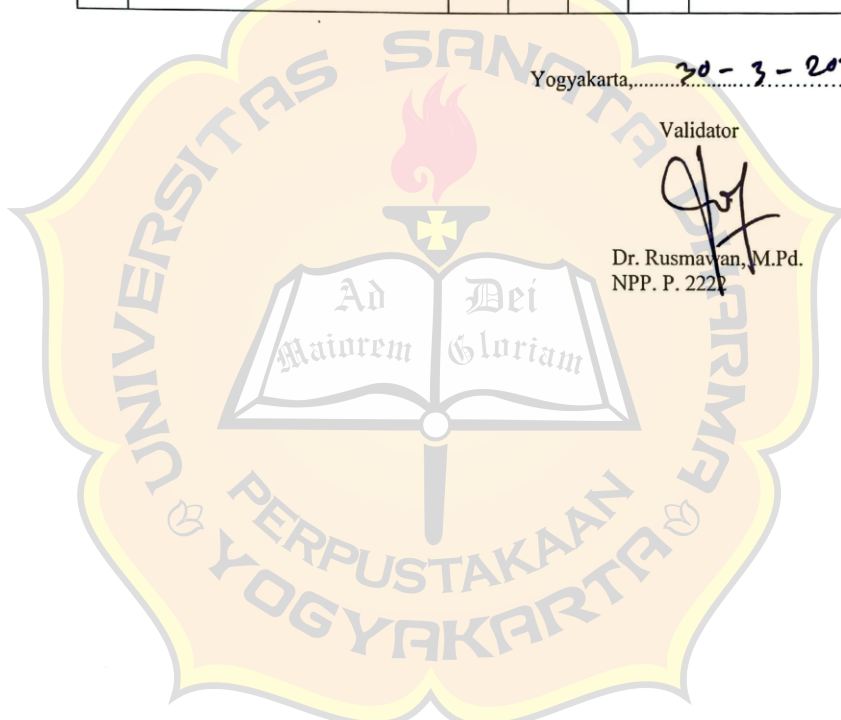 Yogyakarta,.......30 - 3 - 20
Validator
Dr. Rusmawan, M.Pd.
NPP. P. 2222
UNIVERSITAS SANATA DHARMA
Ad Dei
Maiorem Gloriam
PERPUSTAKAAN
YOGYAKARTA